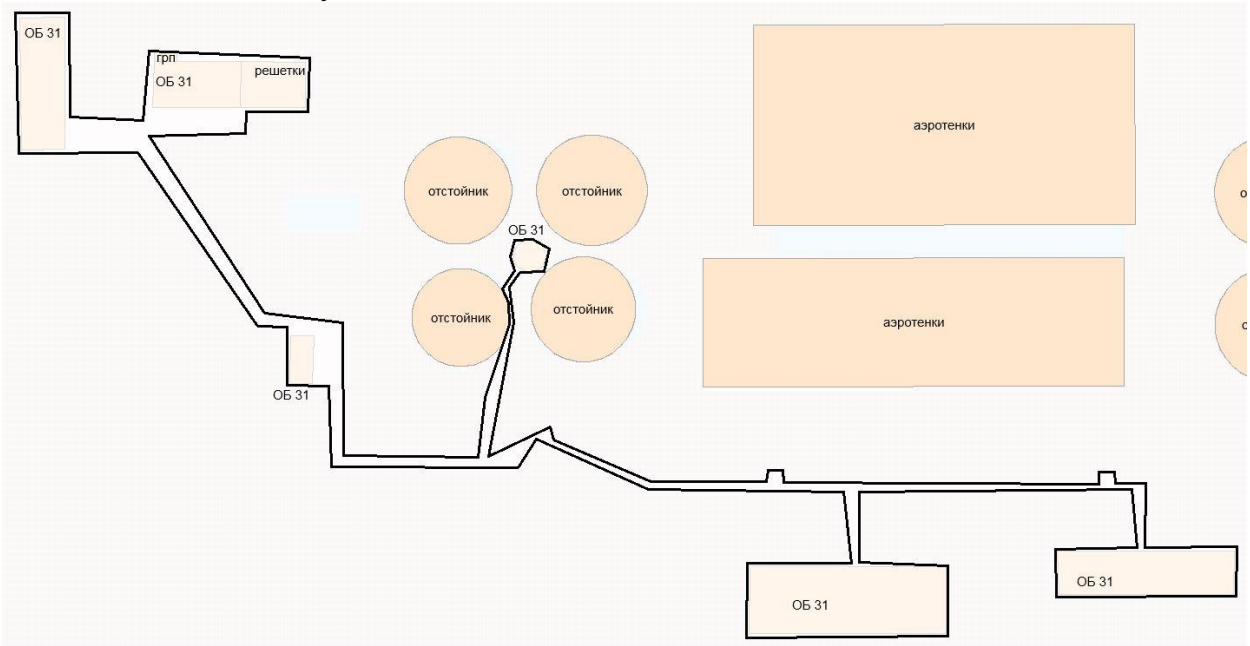 ОБ 31
грп
решетки
ОБ 31
аэротенки
отстойник
отстойник
о
ОБ 31
отстойник
отстойник
аэротенки
о
ОБ 31
ОБ 31
ОБ 31